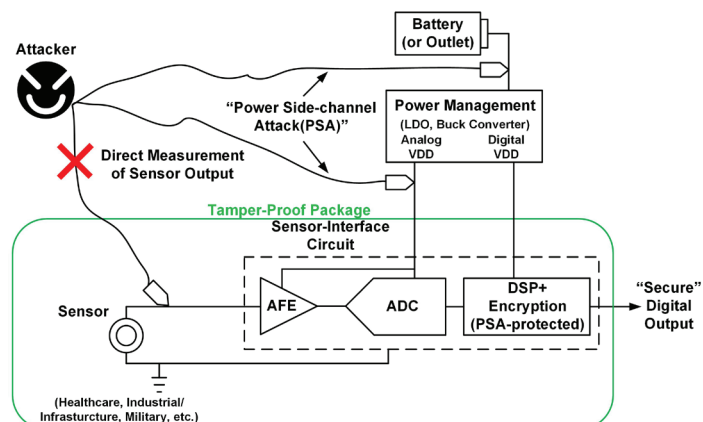 Battery
(or Outlet)
Attacker
Power Management
(LDO, Buck Converter)
Analog
VDD
Digital
VDD
“Power Side-channel
Attack(PSA)”
Direct Measurement
of Sensor Output
Tamper-Proof Package
Sensor-Interface
Circuit
Sensor
AFE
ADC
DSP+
Encryption
(PSA-protected)
“Secure”
Digital
Output
(Healthcare, Industrial/
Infrasturcture, Military, etc.)